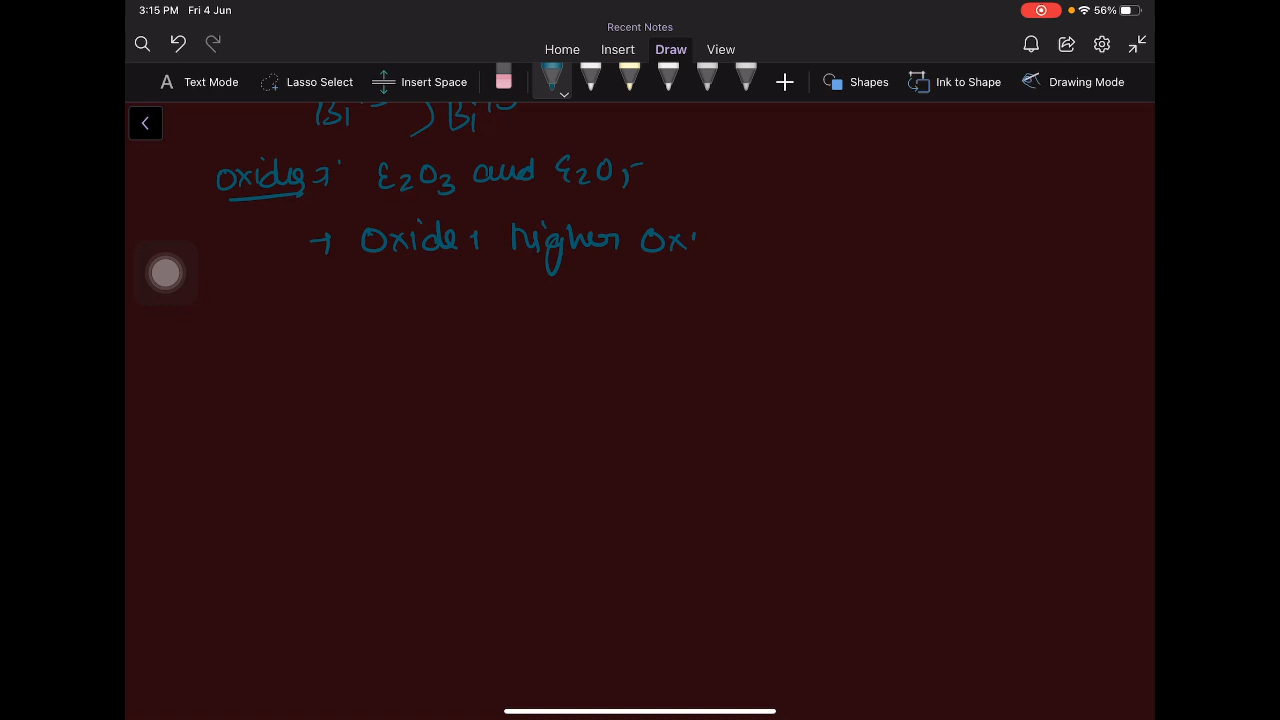 3:15 PM Fri 4 Jun
56%
Recent Notes
Home Insert Draw View
Text Mode Lasso Select Insert Space Shapes Ink to Shape Drawing Mode
oxides E₂O₃ and E₂O₅
→ Oxide higher Ox